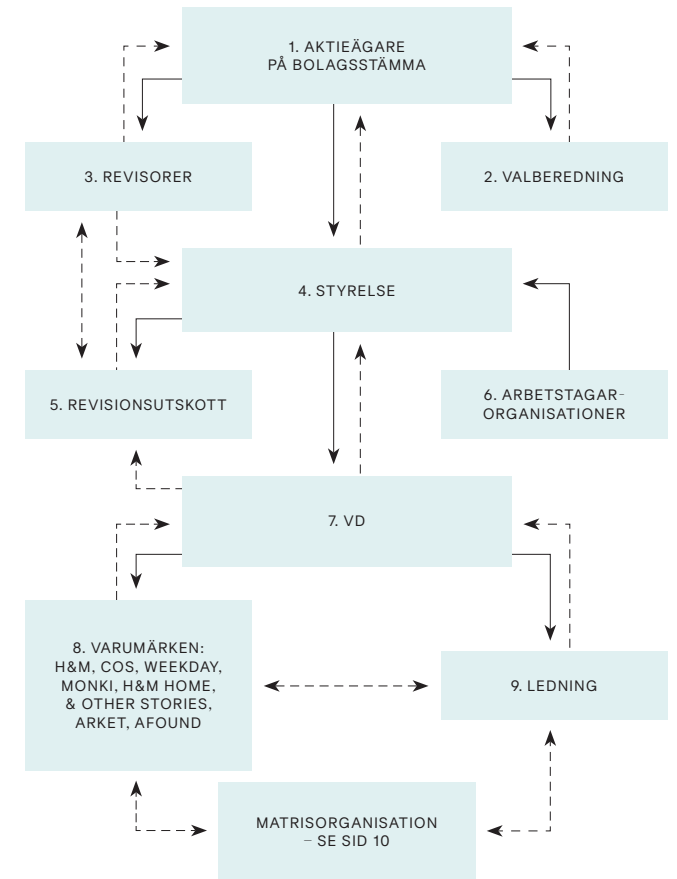 1. AKTIEÄGARE
PÅ BOLAGSSTÄMMA
3. REVISORER
2. VALBEREDNING
4. STYRELSE
5. REVISIONSUTSKOTT
6. ARBETSTAGAR-
ORGANISATIONER
7. VD
8. VARUMÄRKEN:
H&M, COS, WEEKDAY,
MONKI, H&M HOME,
& OTHER STORIES,
ARKET, AFOUND
9. LEDNING
MATRISORGANISATION
– SE SID 10